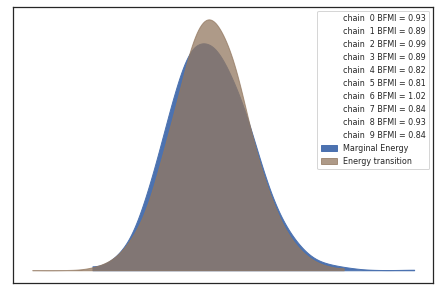 chain  0 BFMI = 0.93
chain  1 BFMI = 0.89
chain  2 BFMI = 0.99
chain  3 BFMI = 0.89
chain  4 BFMI = 0.82
chain  5 BFMI = 0.81
chain  6 BFMI = 1.02
chain  7 BFMI = 0.84
chain  8 BFMI = 0.93
chain  9 BFMI = 0.84
Marginal Energy
Energy transition